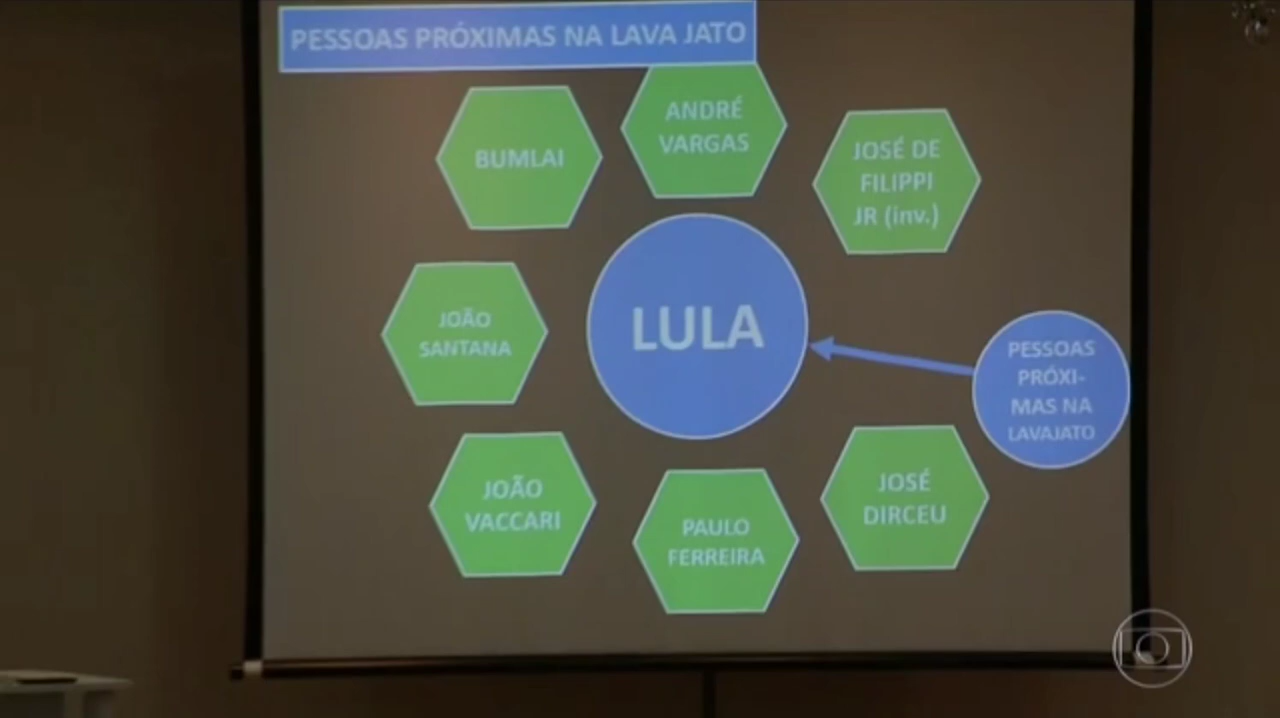 PESSOAS PRÓXIMAS NA LAVA JATO
ANDRÉ
VARGAS
BUMLAI
JOSÉ DE
FILIPPI
JR (inv.)
JOÃO
SANTANA
LULA
PESSOAS
PRÓXI-
MAS NA
LAVAJATO
JOÃO
VACCARI
PAULO
FERREIRA
JOSÉ
DIRCEU